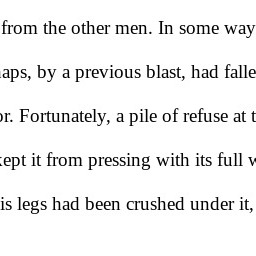 from the other men. In some way
aps, by a previous blast, had falle
or. Fortunately, a pile of refuse at t
kept it from pressing with its full w
is legs had been crushed under it,